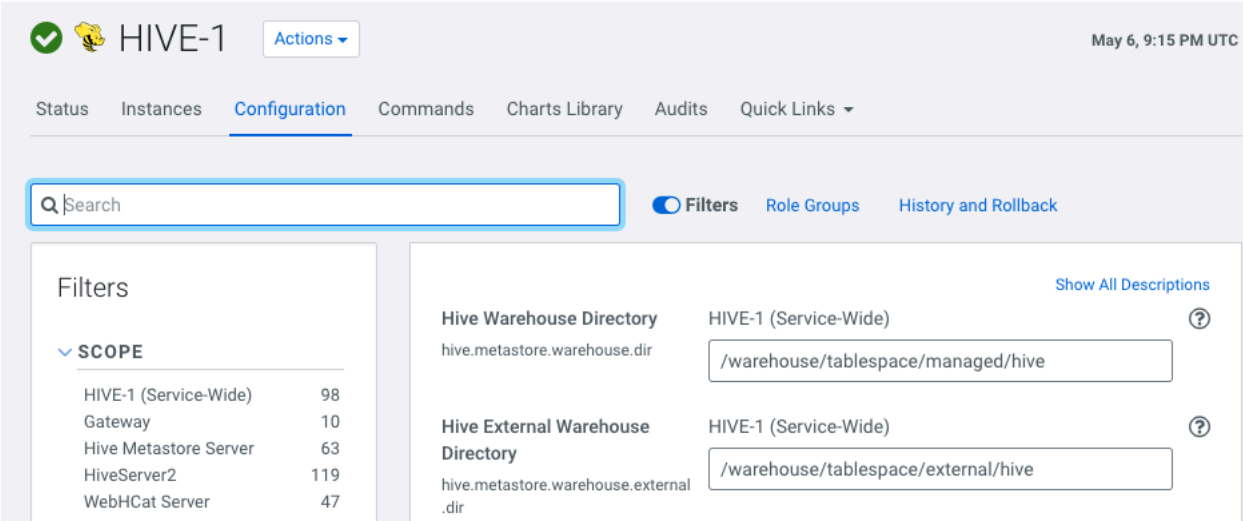 HIVE-1 Actions May 6, 9:15 PM UTC
Status Instances Configuration Commands Charts Library Audits Quick Links
Search Filters Role Groups History and Rollback
Filters
SCOPE
HIVE-1 (Service-Wide) 98
Gateway 10
Hive Metastore Server 63
HiveServer2 119
WebHCat Server 47
Show All Descriptions
Hive Warehouse Directory HIVE-1 (Service-Wide)
hive.metastore.warehouse.dir
/warehouse/tablespace/managed/hive
Hive External Warehouse HIVE-1 (Service-Wide)
Directory
/warehouse/tablespace/external/hive
hive.metastore.warehouse.external
.dir